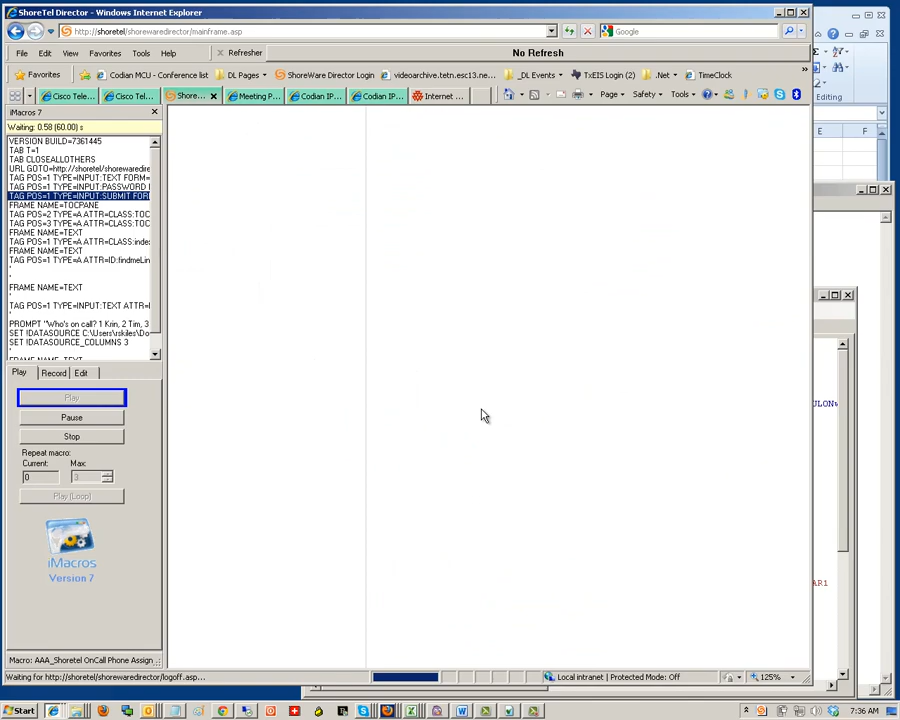 ShoreTel Director - Windows Internet Explorer
http://shoretel/shorewaredirector/mainframe.asp
Google
File Edit View Favorites Tools Help
Refresher
No Refresh
Favorites
Codian MCU - Conference list
DL Pages
ShoreWare Director Login
videoarchive.tetn.esc13.ne...
_DL Events
TxEIS Login (2)
.Net
TimeClock
Cisco Tele...
Cisco Tel...
Shore...
Meeting P...
Codian IP...
Codian IP...
Internet ...
Page
Safety
Tools
Editing
E F
iMacros 7
Waiting: 0.58 (60.00) s
VERSION BUILD=7361445
TAB T=1
TAB CLOSEALLOTHERS
URL GOTO=http://shoretel/shorewaredire
TAG POS=1 TYPE=INPUT:TEXT FORM=
TAG POS=1 TYPE=INPUT:PASSWORD
TAG POS=1 TYPE=INPUT:SUBMIT FOR
FRAME NAME=TOCPANE
TAG POS=2 TYPE=A ATTR=CLASS:TOC
TAG POS=3 TYPE=A ATTR=CLASS:TOC
FRAME NAME=TEXT
TAG POS=1 TYPE=A ATTR=CLASS:index
FRAME NAME=TEXT
TAG POS=1 TYPE=A ATTR=ID:findmeLin
'
'
FRAME NAME=TEXT
'
TAG POS=1 TYPE=INPUT:TEXT ATTR=
'
PROMPT "Who's on call? 1 Krin, 2 Tim, 3
SET !DATASOURCE C:\Users\rskiles\Do
SET !DATASOURCE_COLUMNS 3
'
FRAME NAME=TEXT
Play Record Edit
Play
Pause
Stop
Repeat macro:
Current: Max:
0 3
Play (Loop)
iMacros
Version 7
Macro: AAA_Shoretel OnCall Phone Assign
ULONv
AR1
Waiting for http://shoretel/shorewaredirector/logoff.asp...
Local intranet | Protected Mode: Off
125%
Start
7:36 AM